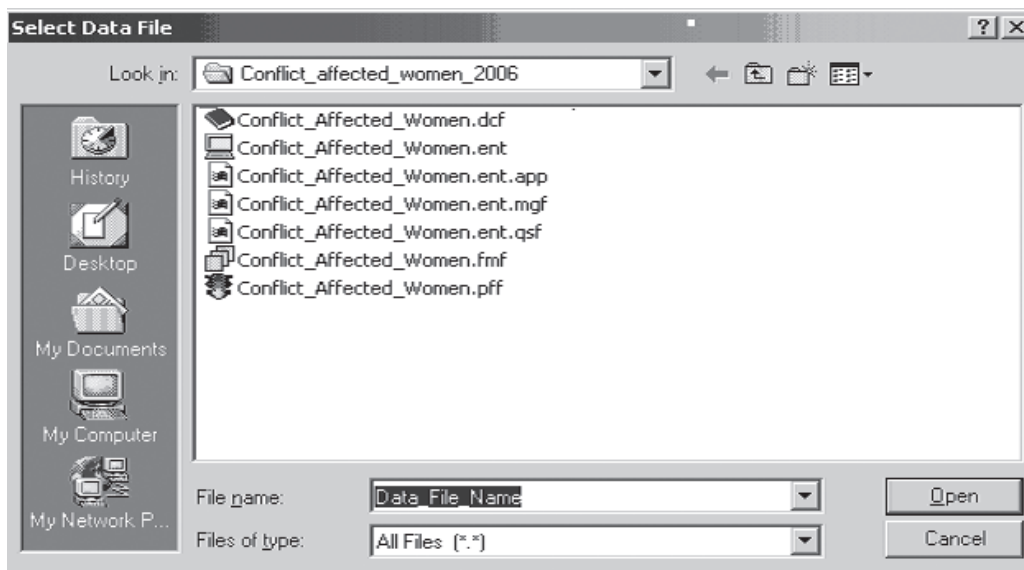 Select Data File
Look in: Conflict_affected_women_2006
Conflict_Affected_Women.dcf
Conflict_Affected_Women.ent
Conflict_Affected_Women.ent.app
Conflict_Affected_Women.ent.mgf
Conflict_Affected_Women.ent.qsf
Conflict_Affected_Women.fmf
Conflict_Affected_Women.pff
History
Desktop
My Documents
My Computer
My Network P...
File name: Data_File_Name
Open
Files of type: All Files (*.*)
Cancel